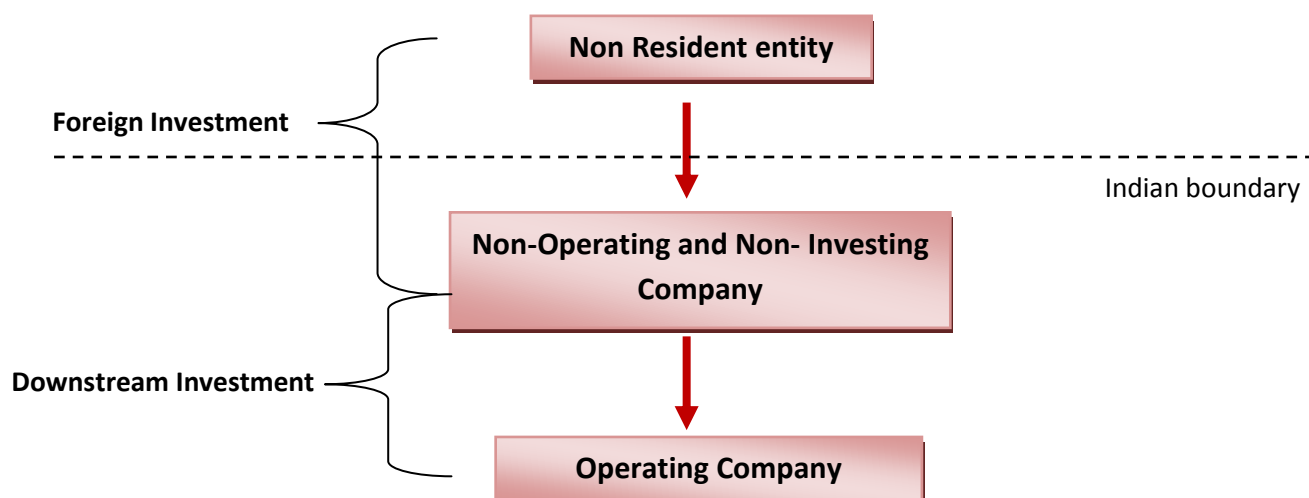 Non Resident entity
Foreign Investment
Indian boundary
Non-Operating and Non- Investing
Company
Downstream Investment
Operating Company